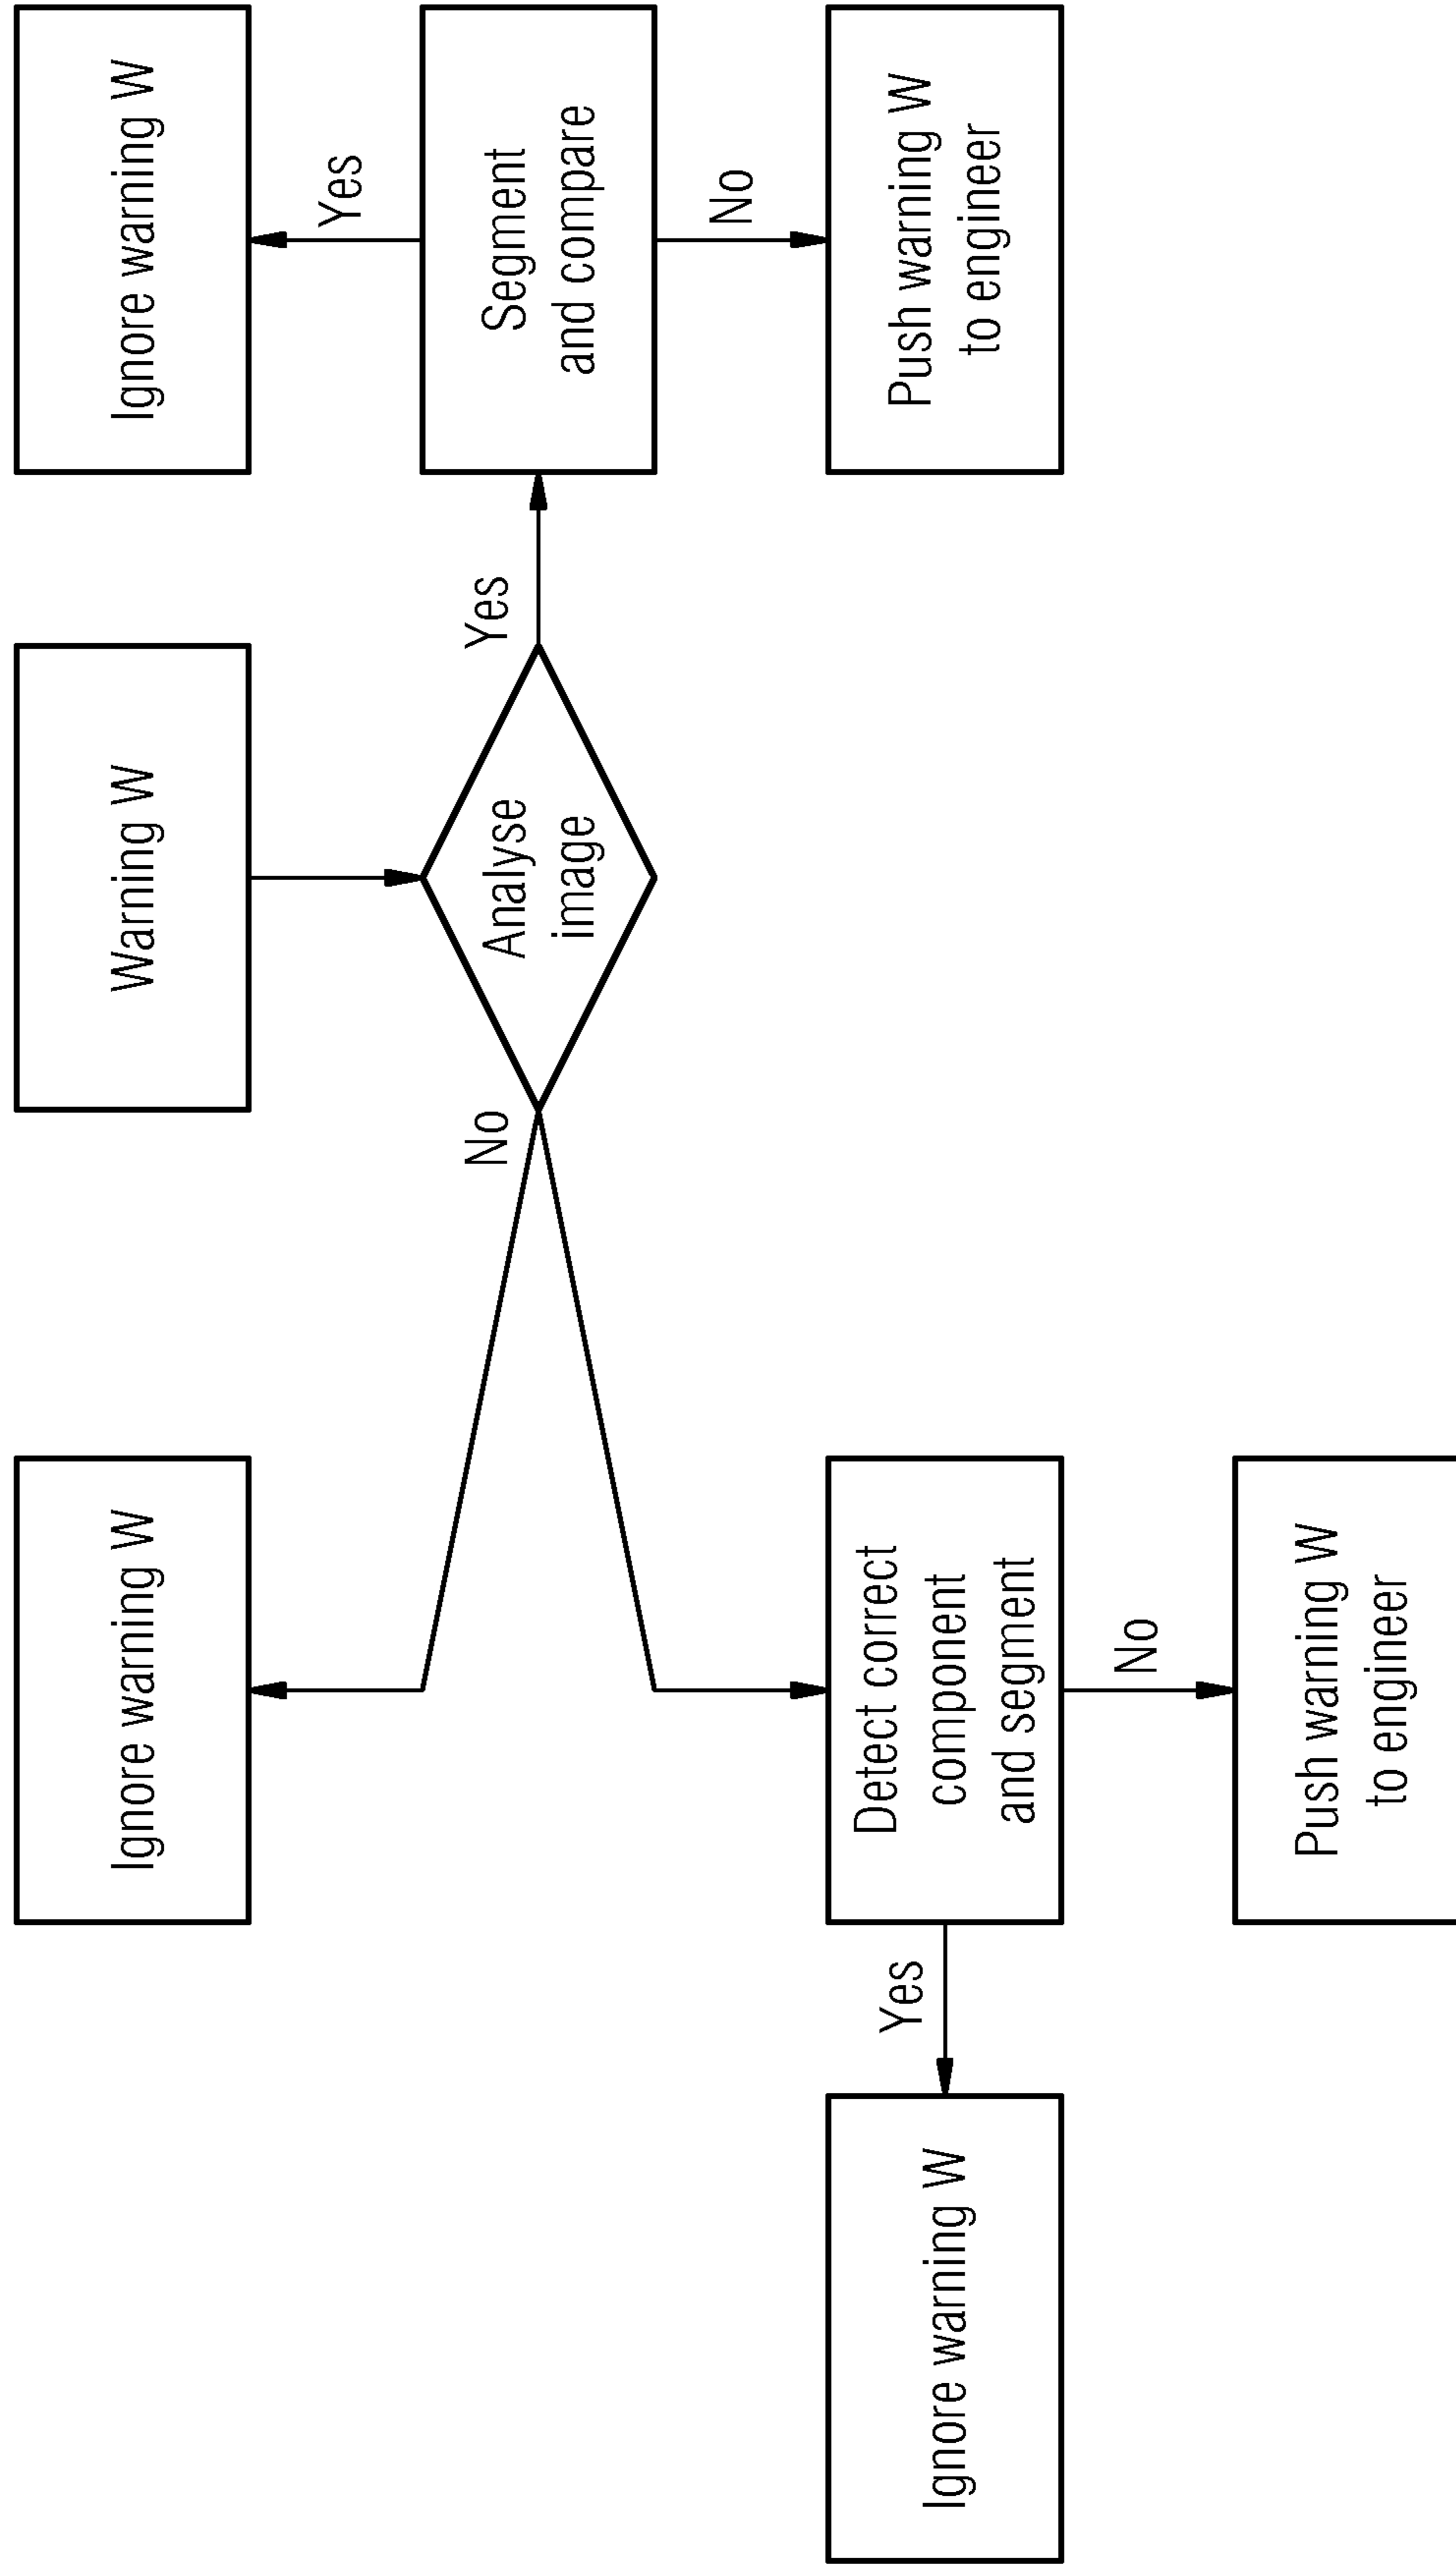 Ignore warning W
Warning W
Ignore warning W
Yes
No
Analyse
image
Yes
Segment
and compare
No
Ignore warning W
Yes
Detect correct
component
and segment
Push warning W
to engineer
No
Push warning W
to engineer